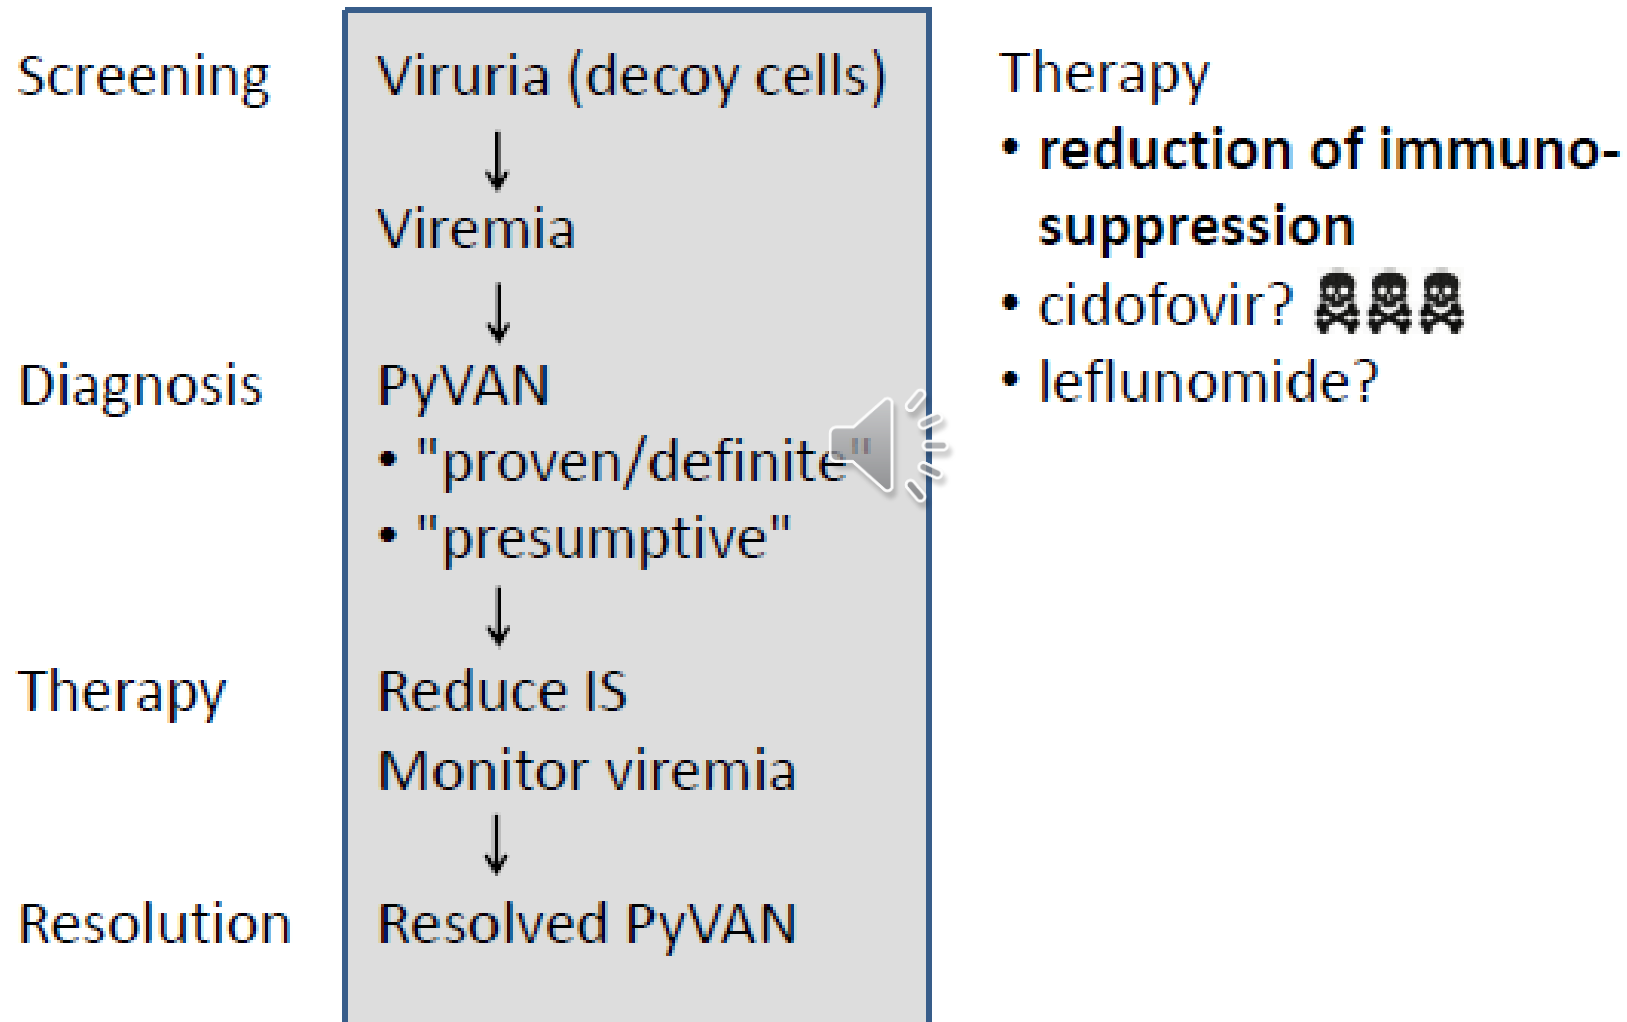 Screening
Viruria (decoy cells)
↓
Viremia
↓
Diagnosis
PyVAN
• "proven/definite"
• "presumptive"
↓
Therapy
Reduce IS
Monitor viremia
↓
Resolution
Resolved PyVAN
Therapy
• reduction of immuno-
suppression
• cidofovir? ☠☠☠
• leflunomide?